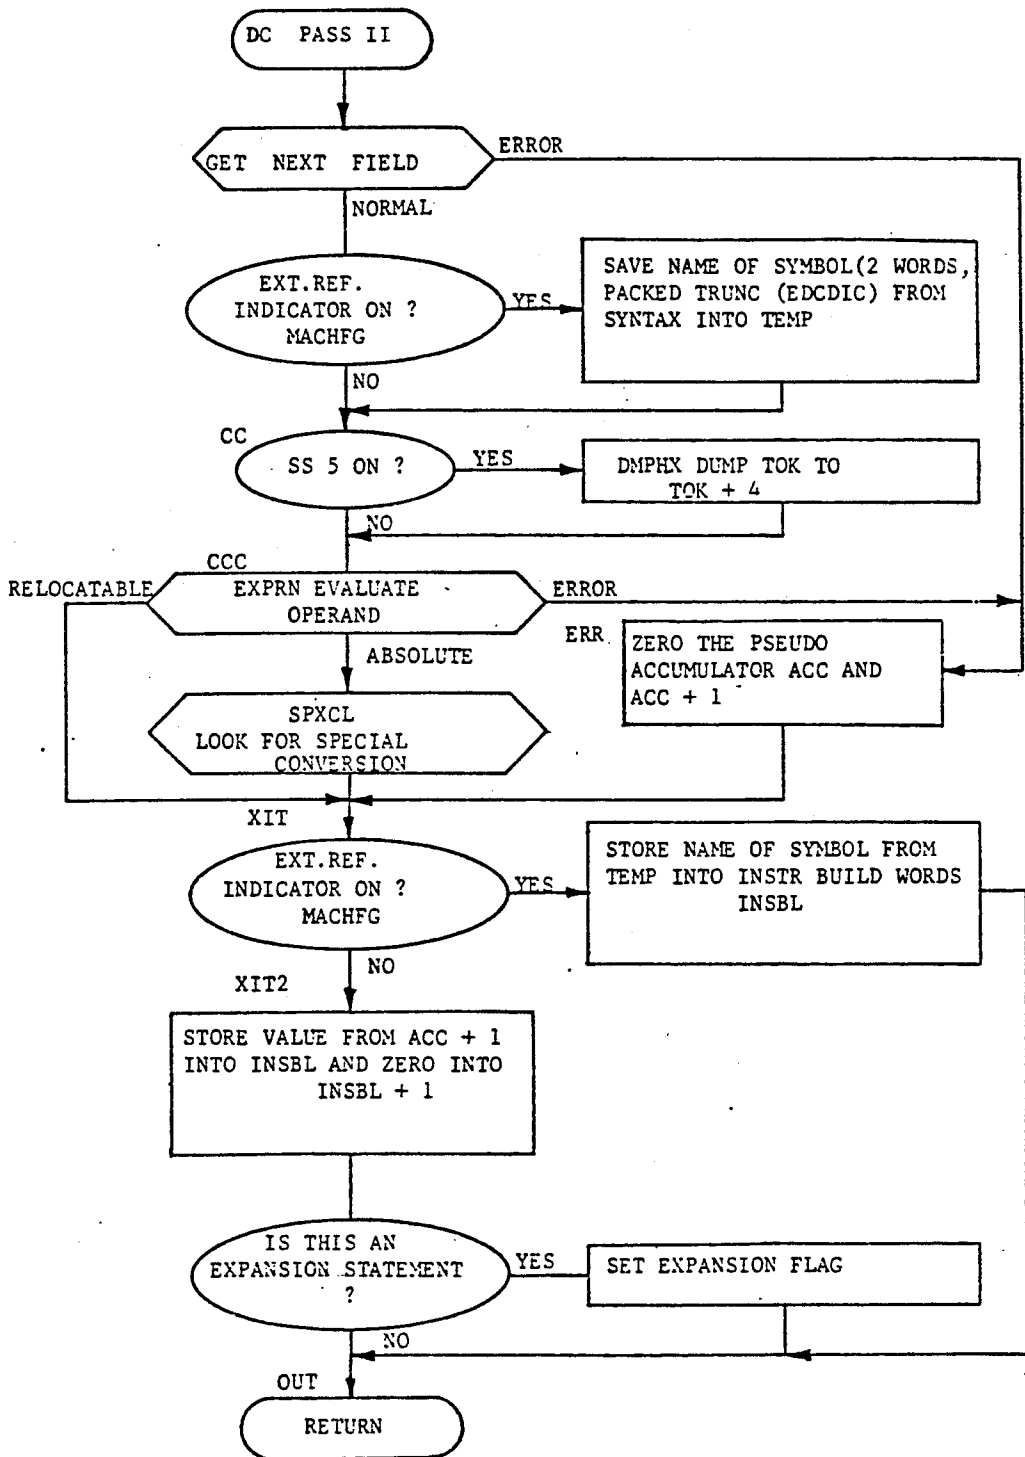 DC PASS II
GET NEXT FIELD
ERROR
NORMAL
EXT.REF.
INDICATOR ON ?
MACHFG
YES
SAVE NAME OF SYMBOL(2 WORDS,
PACKED TRUNC (EDCDIC) FROM
SYNTAX INTO TEMP
NO
CC
SS 5 ON ?
YES
DMPHX DUMP TOK TO
TOK + 4
NO
CCC
RELOCATABLE
EXPRN EVALUATE
OPERAND
ERROR
ABSOLUTE
ERR
ZERO THE PSEUDO
ACCUMULATOR ACC AND
ACC + 1
SPXCL
LOOK FOR SPECIAL
CONVERSION
XIT
EXT.REF.
INDICATOR ON ?
MACHFG
YES
STORE NAME OF SYMBOL FROM
TEMP INTO INSTR BUILD WORDS
INSBL
NO
XIT2
STORE VALUE FROM ACC + 1
INTO INSBL AND ZERO INTO
INSBL + 1
IS THIS AN
EXPANSION STATEMENT
?
YES
SET EXPANSION FLAG
NO
OUT
RETURN